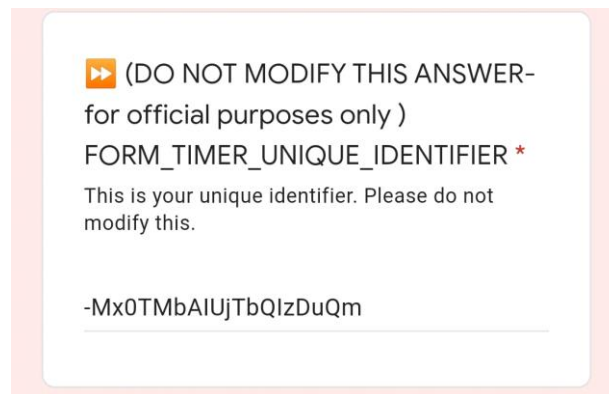 ⏩ (DO NOT MODIFY THIS ANSWER-
for official purposes only )
FORM_TIMER_UNIQUE_IDENTIFIER *
This is your unique identifier. Please do not
modify this.
-Mx0TMbAIUjTbQIzDuQm